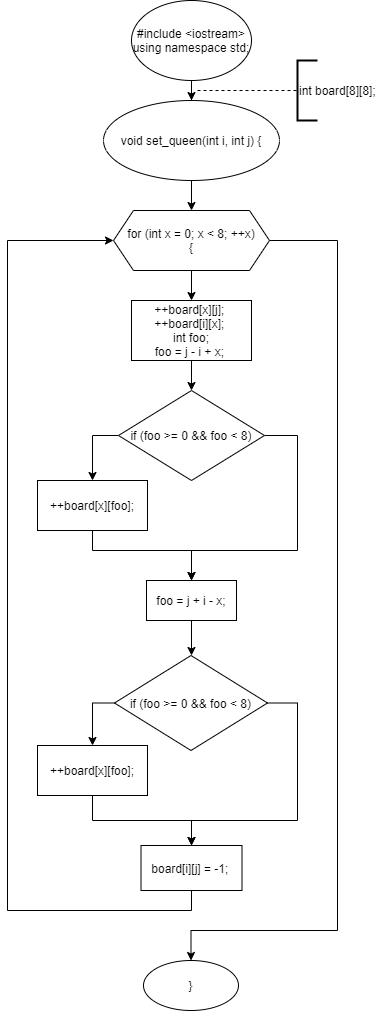 #include <iostream>
using namespace std;
int board[8][8];
void set_queen(int i, int j) {
for (int x = 0; x < 8; ++x)
{
++board[x][j];
++board[i][x];
int foo;
foo = j - i + x;
if (foo >= 0 && foo < 8)
++board[x][foo];
foo = j + i - x;
if (foo >= 0 && foo < 8)
++board[x][foo];
board[i][j] = -1;
}